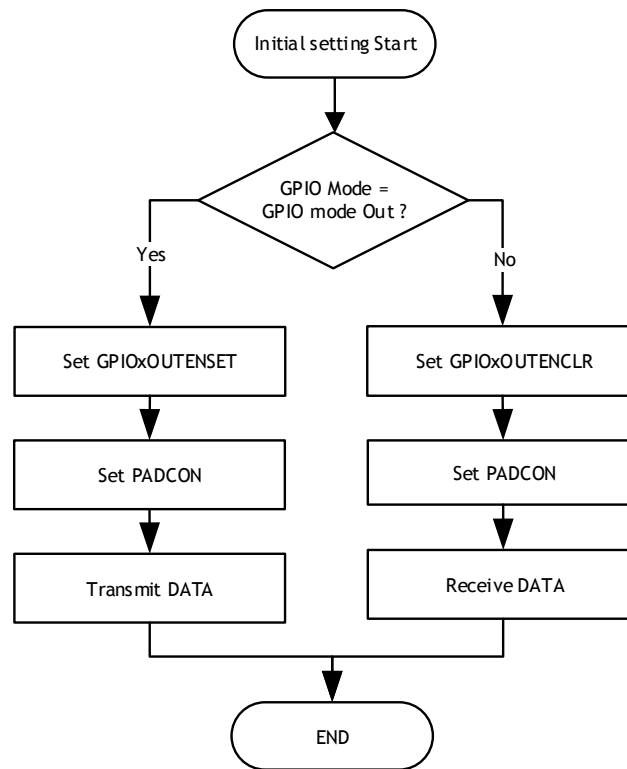 Initial setting Start
GPIO Mode =
GPIO mode Out ?
Yes
No
Set GPIOxOUTENSET
Set GPIOxOUTENCLR
Set PADCON
Set PADCON
Transmit DATA
Receive DATA
END